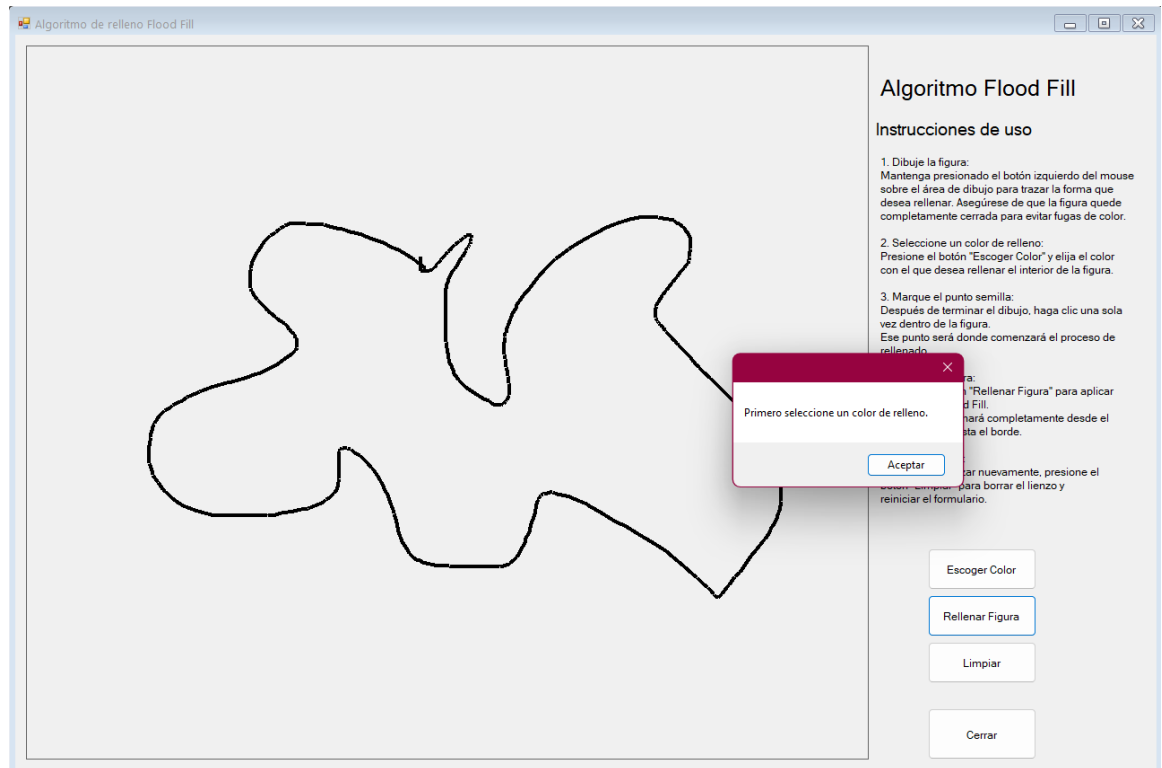 Algoritmo de relleno Flood Fill
Algoritmo Flood Fill
Instrucciones de uso
1. Dibuje la figura:
Mantenga presionado el botón izquierdo del mouse
sobre el área de dibujo para trazar la forma que
desea rellenar. Asegúrese de que la figura quede
completamente cerrada para evitar fugas de color.
2. Seleccione un color de relleno:
Presione el botón "Escoger Color" y elija el color
con el que desea rellenar el interior de la figura.
3. Marque el punto semilla:
Después de terminar el dibujo, haga clic una sola
vez dentro de la figura.
Ese punto será donde comenzará el proceso de
rellenado.
ra:
"Rellenar Figura" para aplicar
d Fill.
nará completamente desde el
sta el borde.
:
zar nuevamente, presione el
botón "Limpiar" para borrar el lienzo y
reiniciar el formulario.
Primero seleccione un color de relleno.
Aceptar
Escoger Color
Rellenar Figura
Limpiar
Cerrar